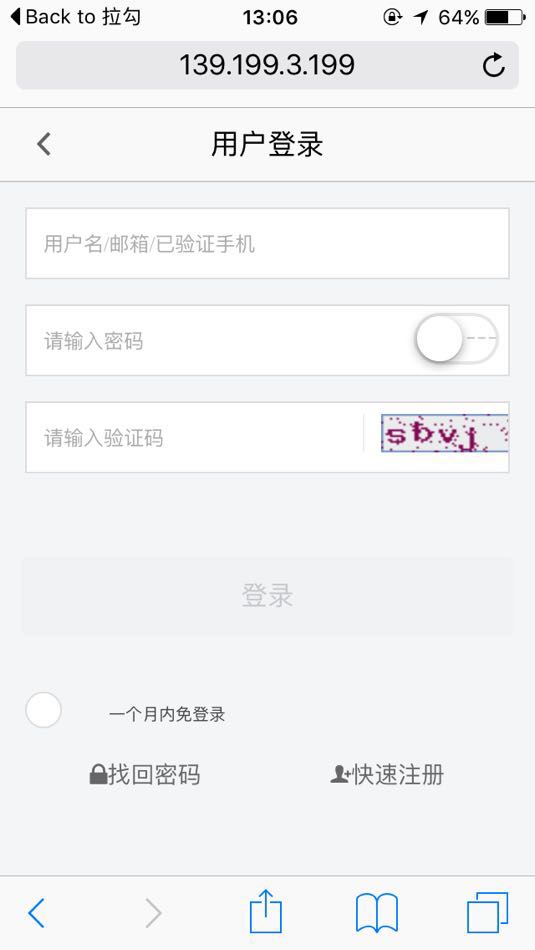 Back to 拉勾 13:06 64%
139.199.3.199
用户登录
用户名/邮箱/已验证手机
请输入密码
请输入验证码 sbvj
登录
一个月内免登录
找回密码 快速注册